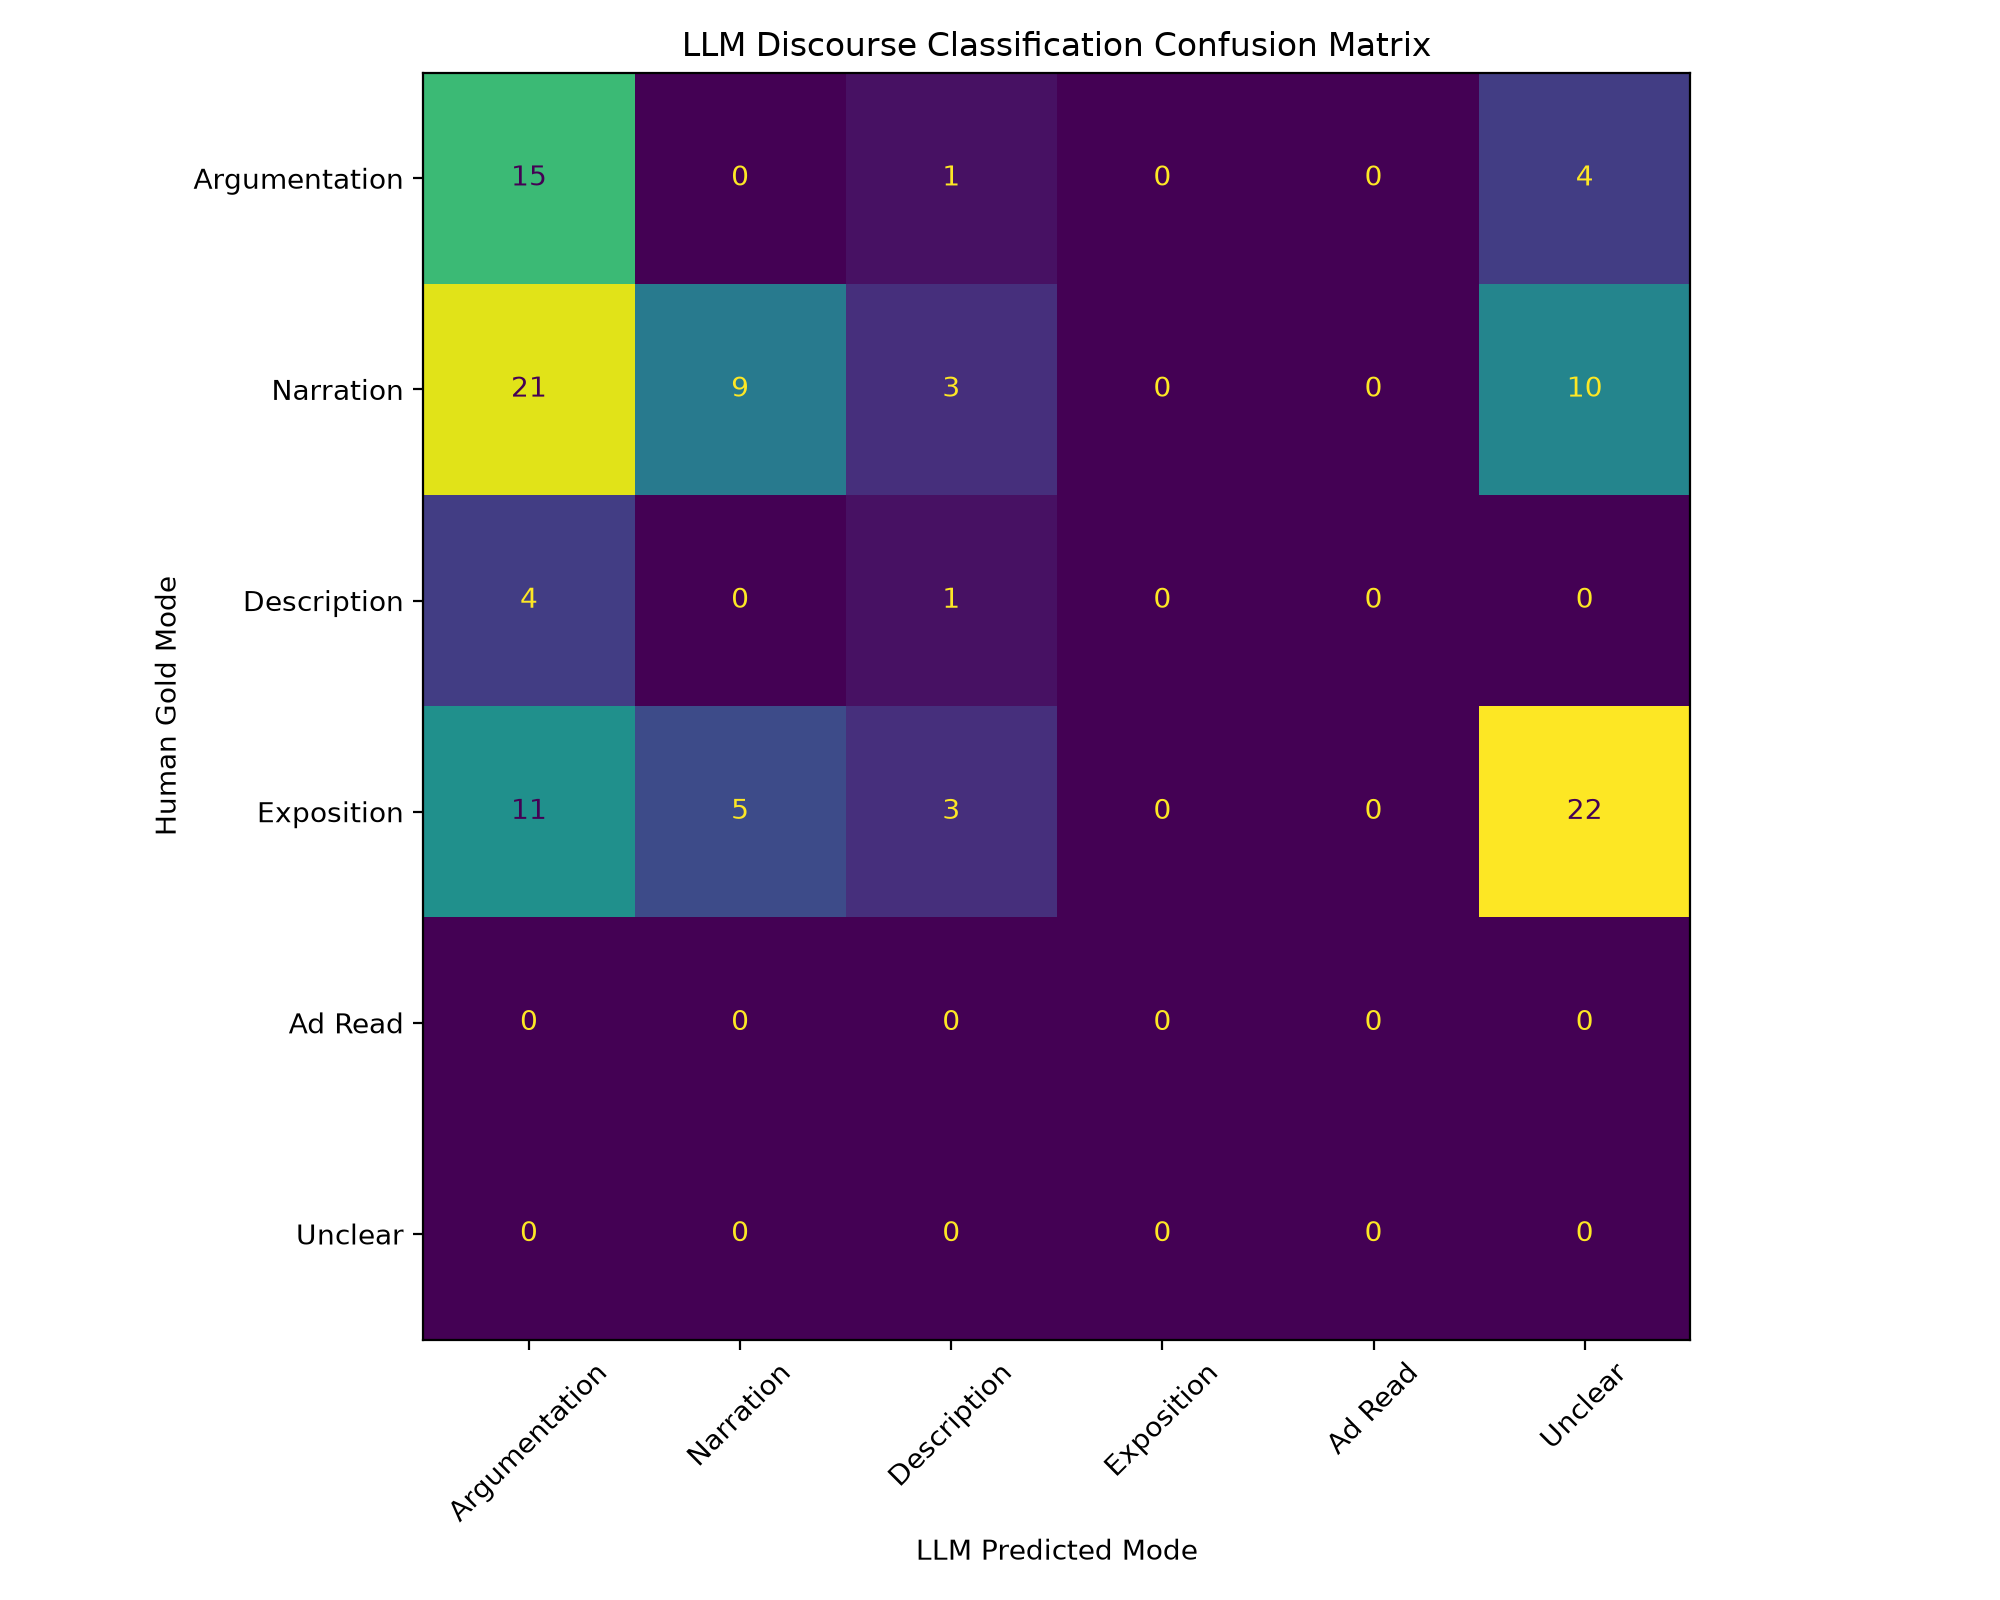 LLM Discourse Classification Confusion Matrix
Human Gold Mode
Argumentation 15 0 1 0 0 4
Narration 21 9 3 0 0 10
Description 4 0 1 0 0 0
Exposition 11 5 3 0 0 22
Ad Read 0 0 0 0 0 0
Unclear 0 0 0 0 0 0
Argumentation Narration Description Exposition Ad Read Unclear
LLM Predicted Mode